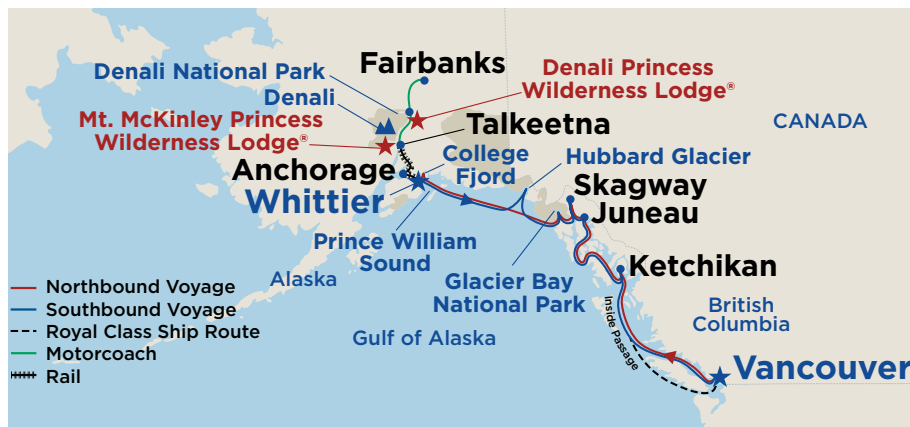 Fairbanks
Denali National Park
Denali
Denali Princess
Wilderness Lodge®
Mt. McKinley Princess
Wilderness Lodge®
Talkeetna
CANADA
College
Fjord
Hubbard Glacier
Anchorage
Whittier
Skagway
Juneau
Prince William
Sound
Glacier Bay
National Park
Ketchikan
Alaska
Northbound Voyage
Southbound Voyage
Royal Class Ship Route
Motorcoach
Rail
Gulf of Alaska
Inside Passage
British
Columbia
Vancouver